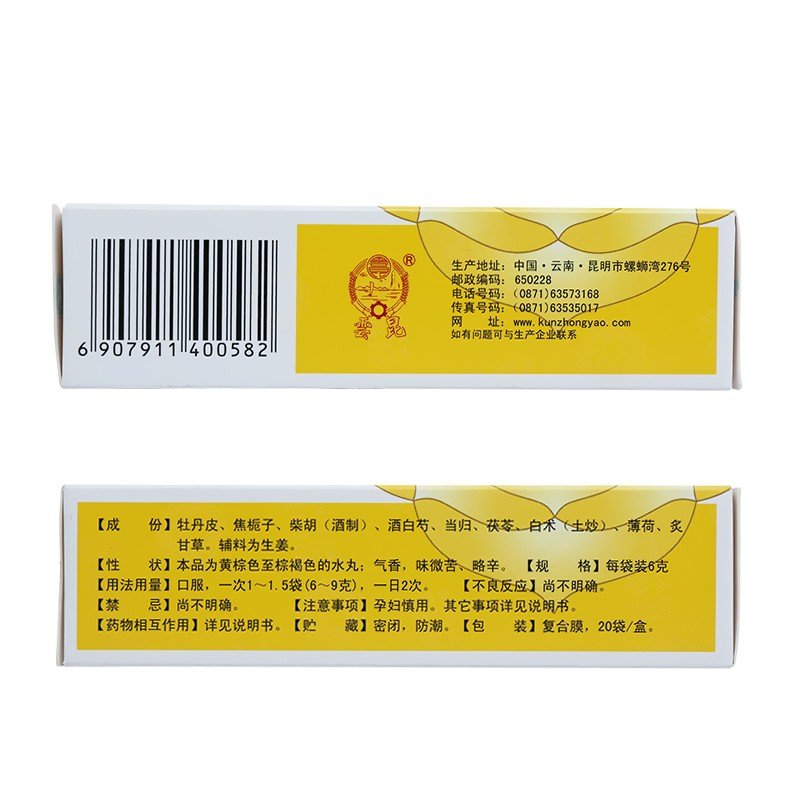 6 907911 400582
®
昆
生产地址：中国·云南·昆明市螺蛳湾276号
邮政编码：650228
电话号码：(0871)63573168
传真号码：(0871)63535017
网　　址：www.kunzhongyao.com
如有问题可与生产企业联系
【成　　份】牡丹皮、焦栀子、柴胡（酒制）、酒白芍、当归、茯苓、白术（土炒）、薄荷、炙
甘草。辅料为生姜。
【性　　状】本品为黄棕色至棕褐色的水丸；气香，味微苦、略辛。【规　　格】每袋装6克
【用法用量】口服，一次1～1.5袋(6～9克)，一日2次。　【不良反应】尚不明确。
【禁　　忌】尚不明确。　【注意事项】孕妇慎用。其它事项详见说明书。
【药物相互作用】详见说明书。【贮　　藏】密闭，防潮。【包　　装】复合膜，20袋/盒。